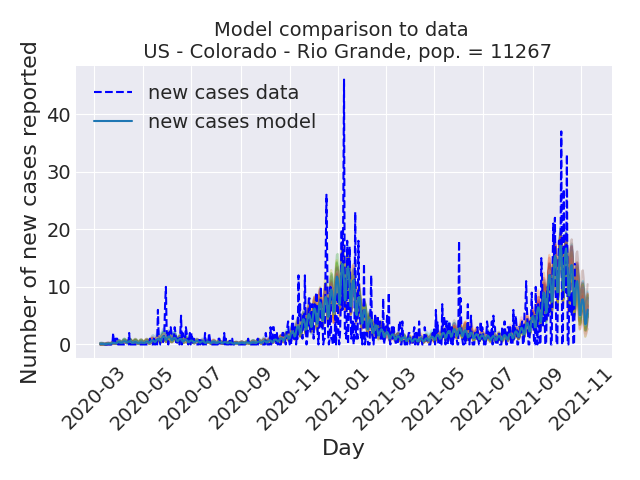 Model comparison to data
US - Colorado - Rio Grande, pop. = 11267
new cases data
new cases model
Number of new cases reported
40
30
20
10
0
2020-03
2020-05
2020-07
2020-09
2020-11
2021-01
2021-03
2021-05
2021-07
2021-09
2021-11
Day